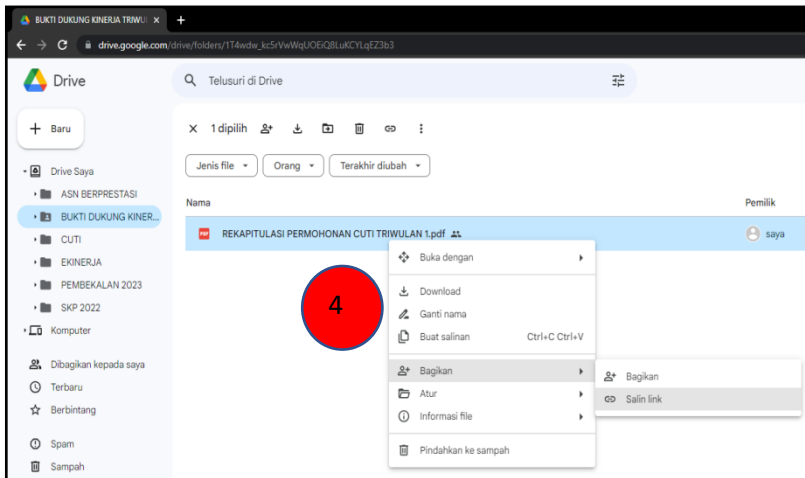 BUKTI DUKUNG KINERJA TRIWU
drive.google.com/drive/folders/1T4wdw_kc5rVwWqUOEiQ8LuKCYLqEZ3b3
Drive
Telusuri di Drive
Baru
1 dipilih
Jenis file
Orang
Terakhir diubah
Drive Saya
ASN BERPRESTASI
BUKTI DUKUNG KINER...
CUTI
EKINERJA
PEMBEKALAN 2023
SKP 2022
Komputer
Dibagikan kepada saya
Terbaru
Berbintang
Spam
Sampah
Nama
Pemilik
PDF
REKAPITULASI PERMOHONAN CUTI TRIWULAN 1.pdf
saya
4
Buka dengan
Download
Ganti nama
Buat salinan Ctrl+C Ctrl+V
Bagikan
Atur
Informasi file
Pindahkan ke sampah
Bagikan
Salin link